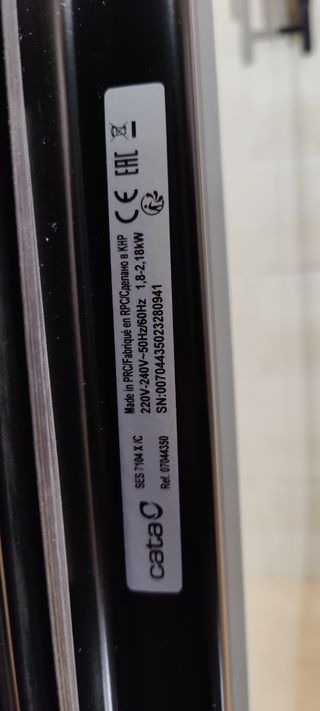 cata
SES 7104 X /C
Ref. 07044350
Made in PRC/Fabriqué en RPC/Сделано в КНР
220V-240V~50Hz/60Hz 1,8-2,18kW
SN:00704435023280941
CE EAC